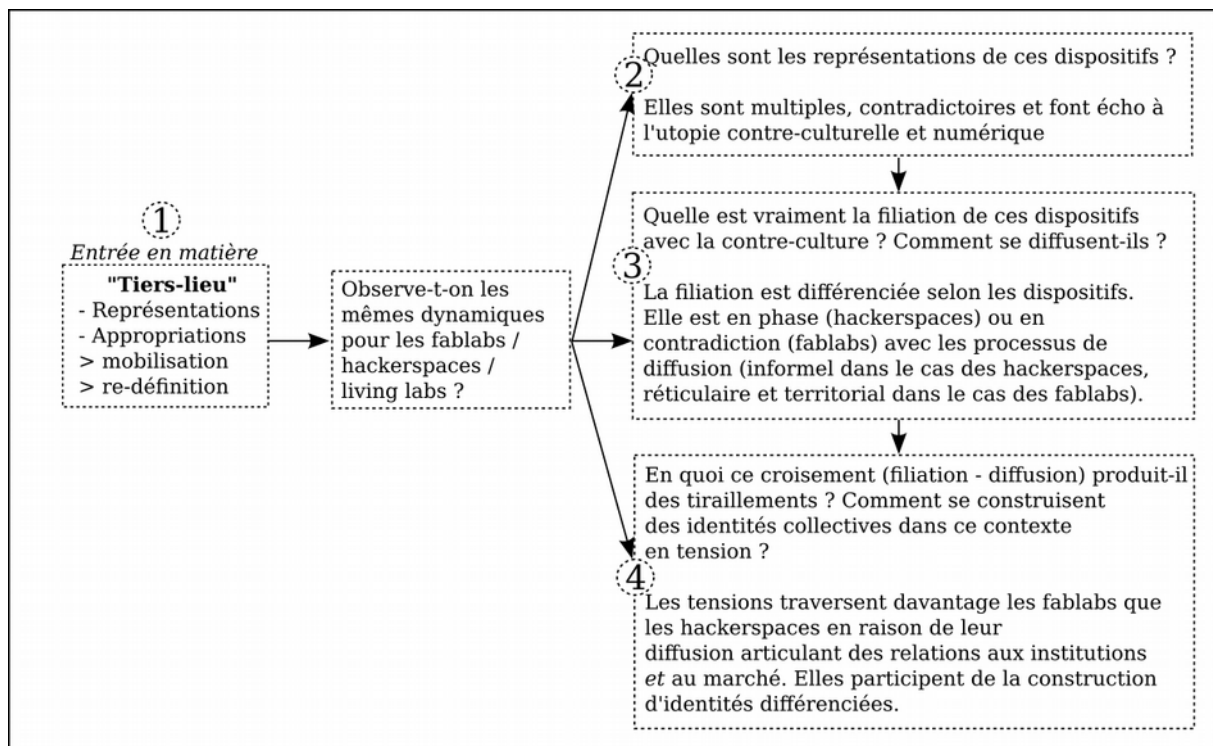 1
Entrée en matière
"Tiers-lieu"
- Représentations
- Appropriations
> mobilisation
> re-définition
Observe-t-on les
mêmes dynamiques
pour les fablabs /
hackerspaces /
living labs ?
2
Quelles sont les représentations de ces dispositifs ?
Elles sont multiples, contradictoires et font écho à
l'utopie contre-culturelle et numérique
3
Quelle est vraiment la filiation de ces dispositifs
avec la contre-culture ? Comment se diffusent-ils ?
La filiation est différenciée selon les dispositifs.
Elle est en phase (hackerspaces) ou en
contradiction (fablabs) avec les processus de
diffusion (informel dans le cas des hackerspaces,
réticulaire et territorial dans le cas des fablabs).
4
En quoi ce croisement (filiation - diffusion) produit-il
des tiraillements ? Comment se construisent
des identités collectives dans ce contexte
en tension ?
Les tensions traversent davantage les fablabs que
les hackerspaces en raison de leur
diffusion articulant des relations aux institutions
et au marché. Elles participent de la construction
d'identités différenciées.